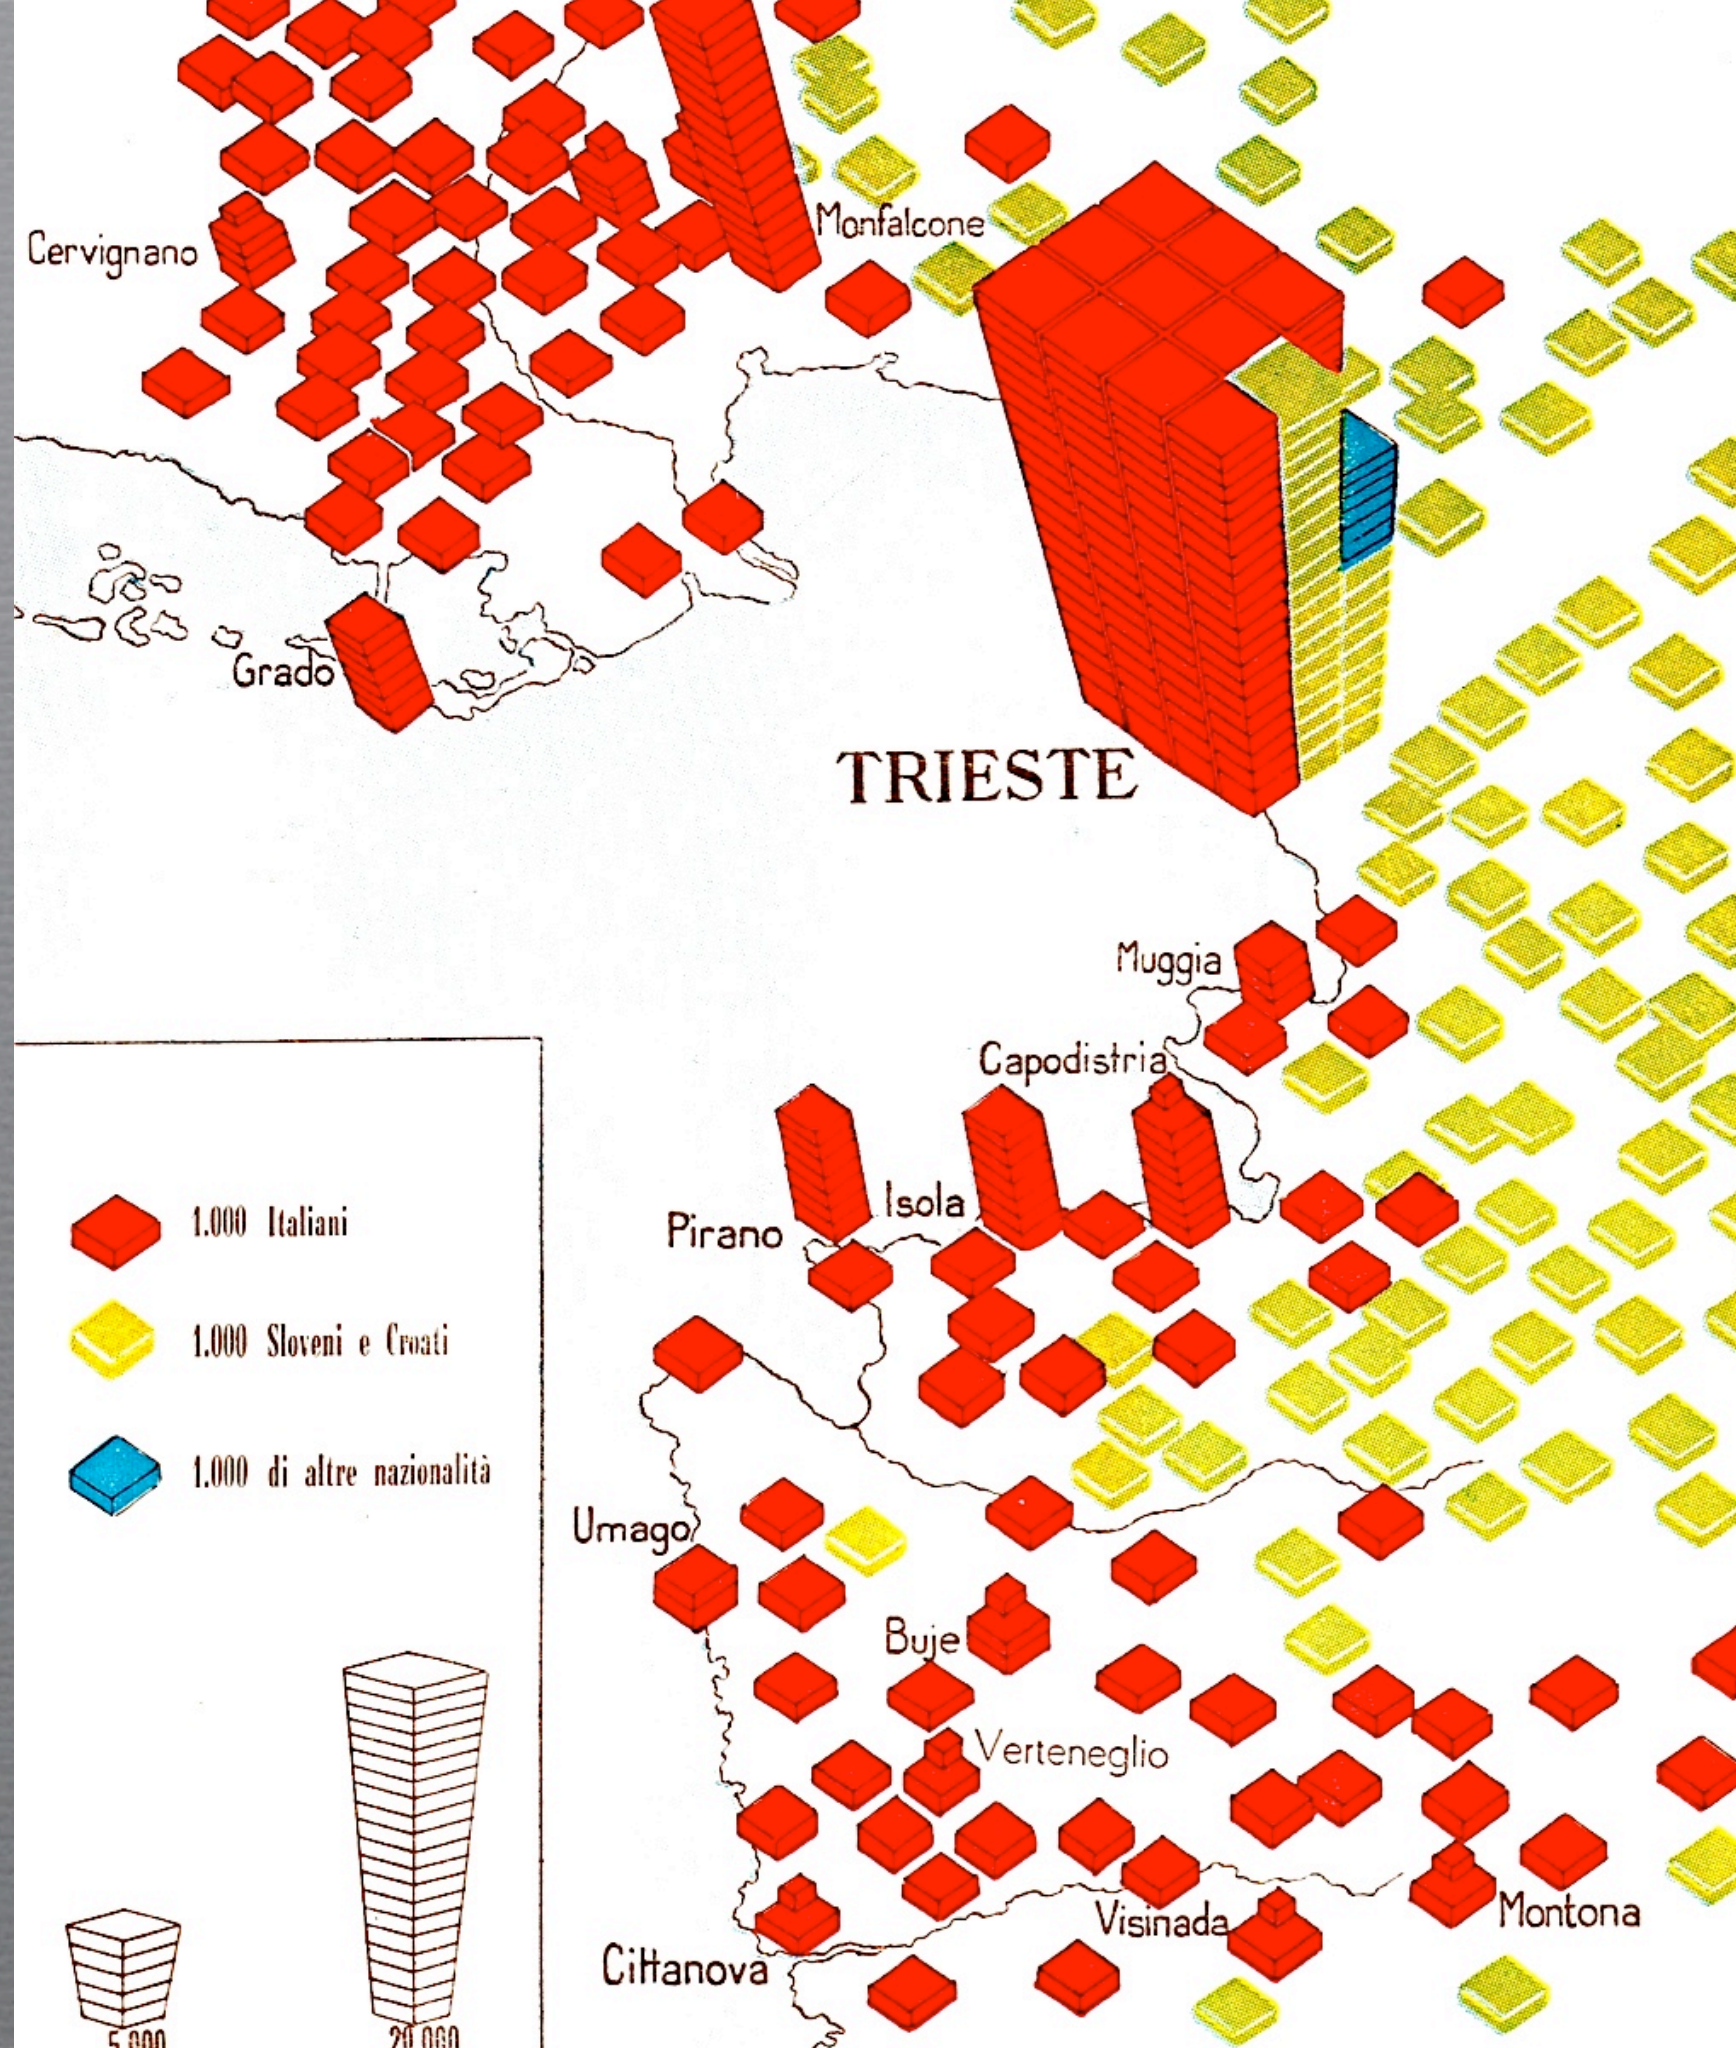 Monfalcone
Cervignano
Grado
TRIESTE
Muggia
Capodistria
Isola
Pirano
1.000 Italiani
1.000 Sloveni e Croati
1.000 di altre nazionalità
Umago
Buje
Verteneglio
Visinada
Montona
Cittanova
5.000
20.000